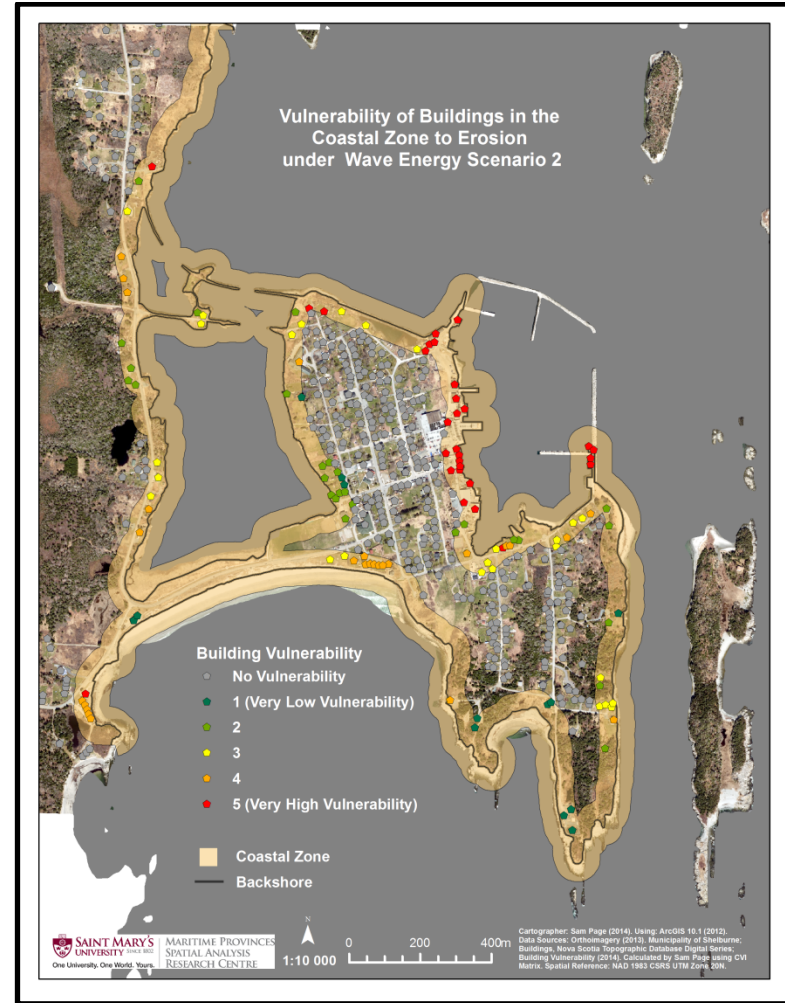 Vulnerability of Buildings in the
Coastal Zone to Erosion
under Wave Energy Scenario 2
Building Vulnerability
No Vulnerability
1 (Very Low Vulnerability)
2
3
4
5 (Very High Vulnerability)
Coastal Zone
Backshore
SAINT MARY'S
UNIVERSITY SINCE 1802
One University. One World. Yours.
MARITIME PROVINCES
SPATIAL ANALYSIS
RESEARCH CENTRE
N
1:10 000
0 200 400m
Cartographer: Sam Page (2014). Using: ArcGIS 10.1 (2012).
Data Sources: Orthoimagery (2013). Municipality of Shelburne;
Buildings, Nova Scotia Topographic Database Digital Series;
Building Vulnerability (2014). Calculated by Sam Page using CVI
Matrix. Spatial Reference: NAD 1983 CSRS UTM Zone 20N.